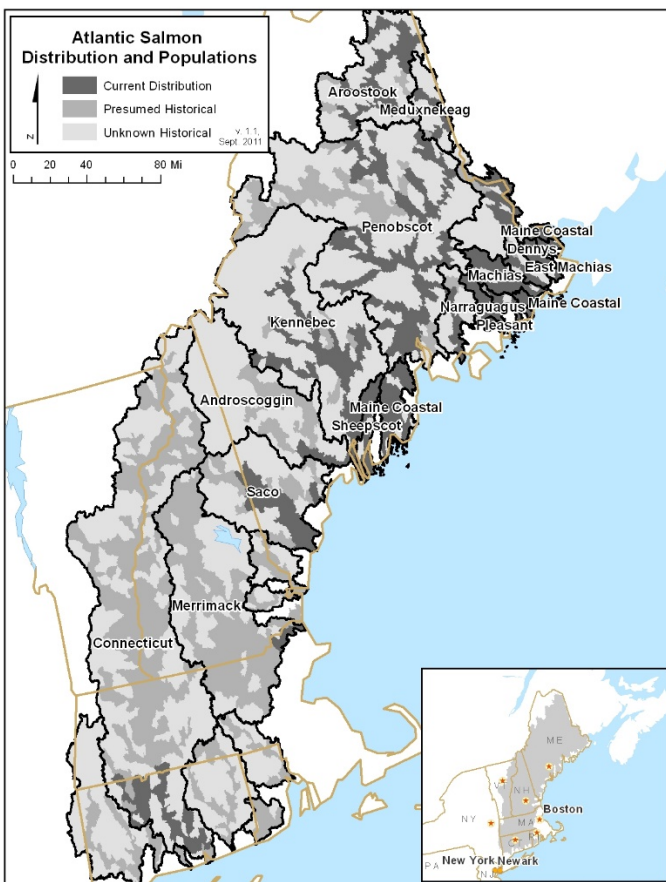 Atlantic Salmon
Distribution and Populations
N
Current Distribution
Presumed Historical
Unknown Historical
v. 1.1,
Sept. 2011
0 20 40 80 Mi
Aroostook
Meduxnekeag
Penobscot
Maine Coastal
Dennys
East Machias
Machias
Narraguagus
Maine Coastal
Pleasant
Kennebec
Androscoggin
Maine Coastal
Sheepscot
Saco
Merrimack
Connecticut
ME
VT
NH
Boston
NY
MA
New York
Newark
PA
NJ